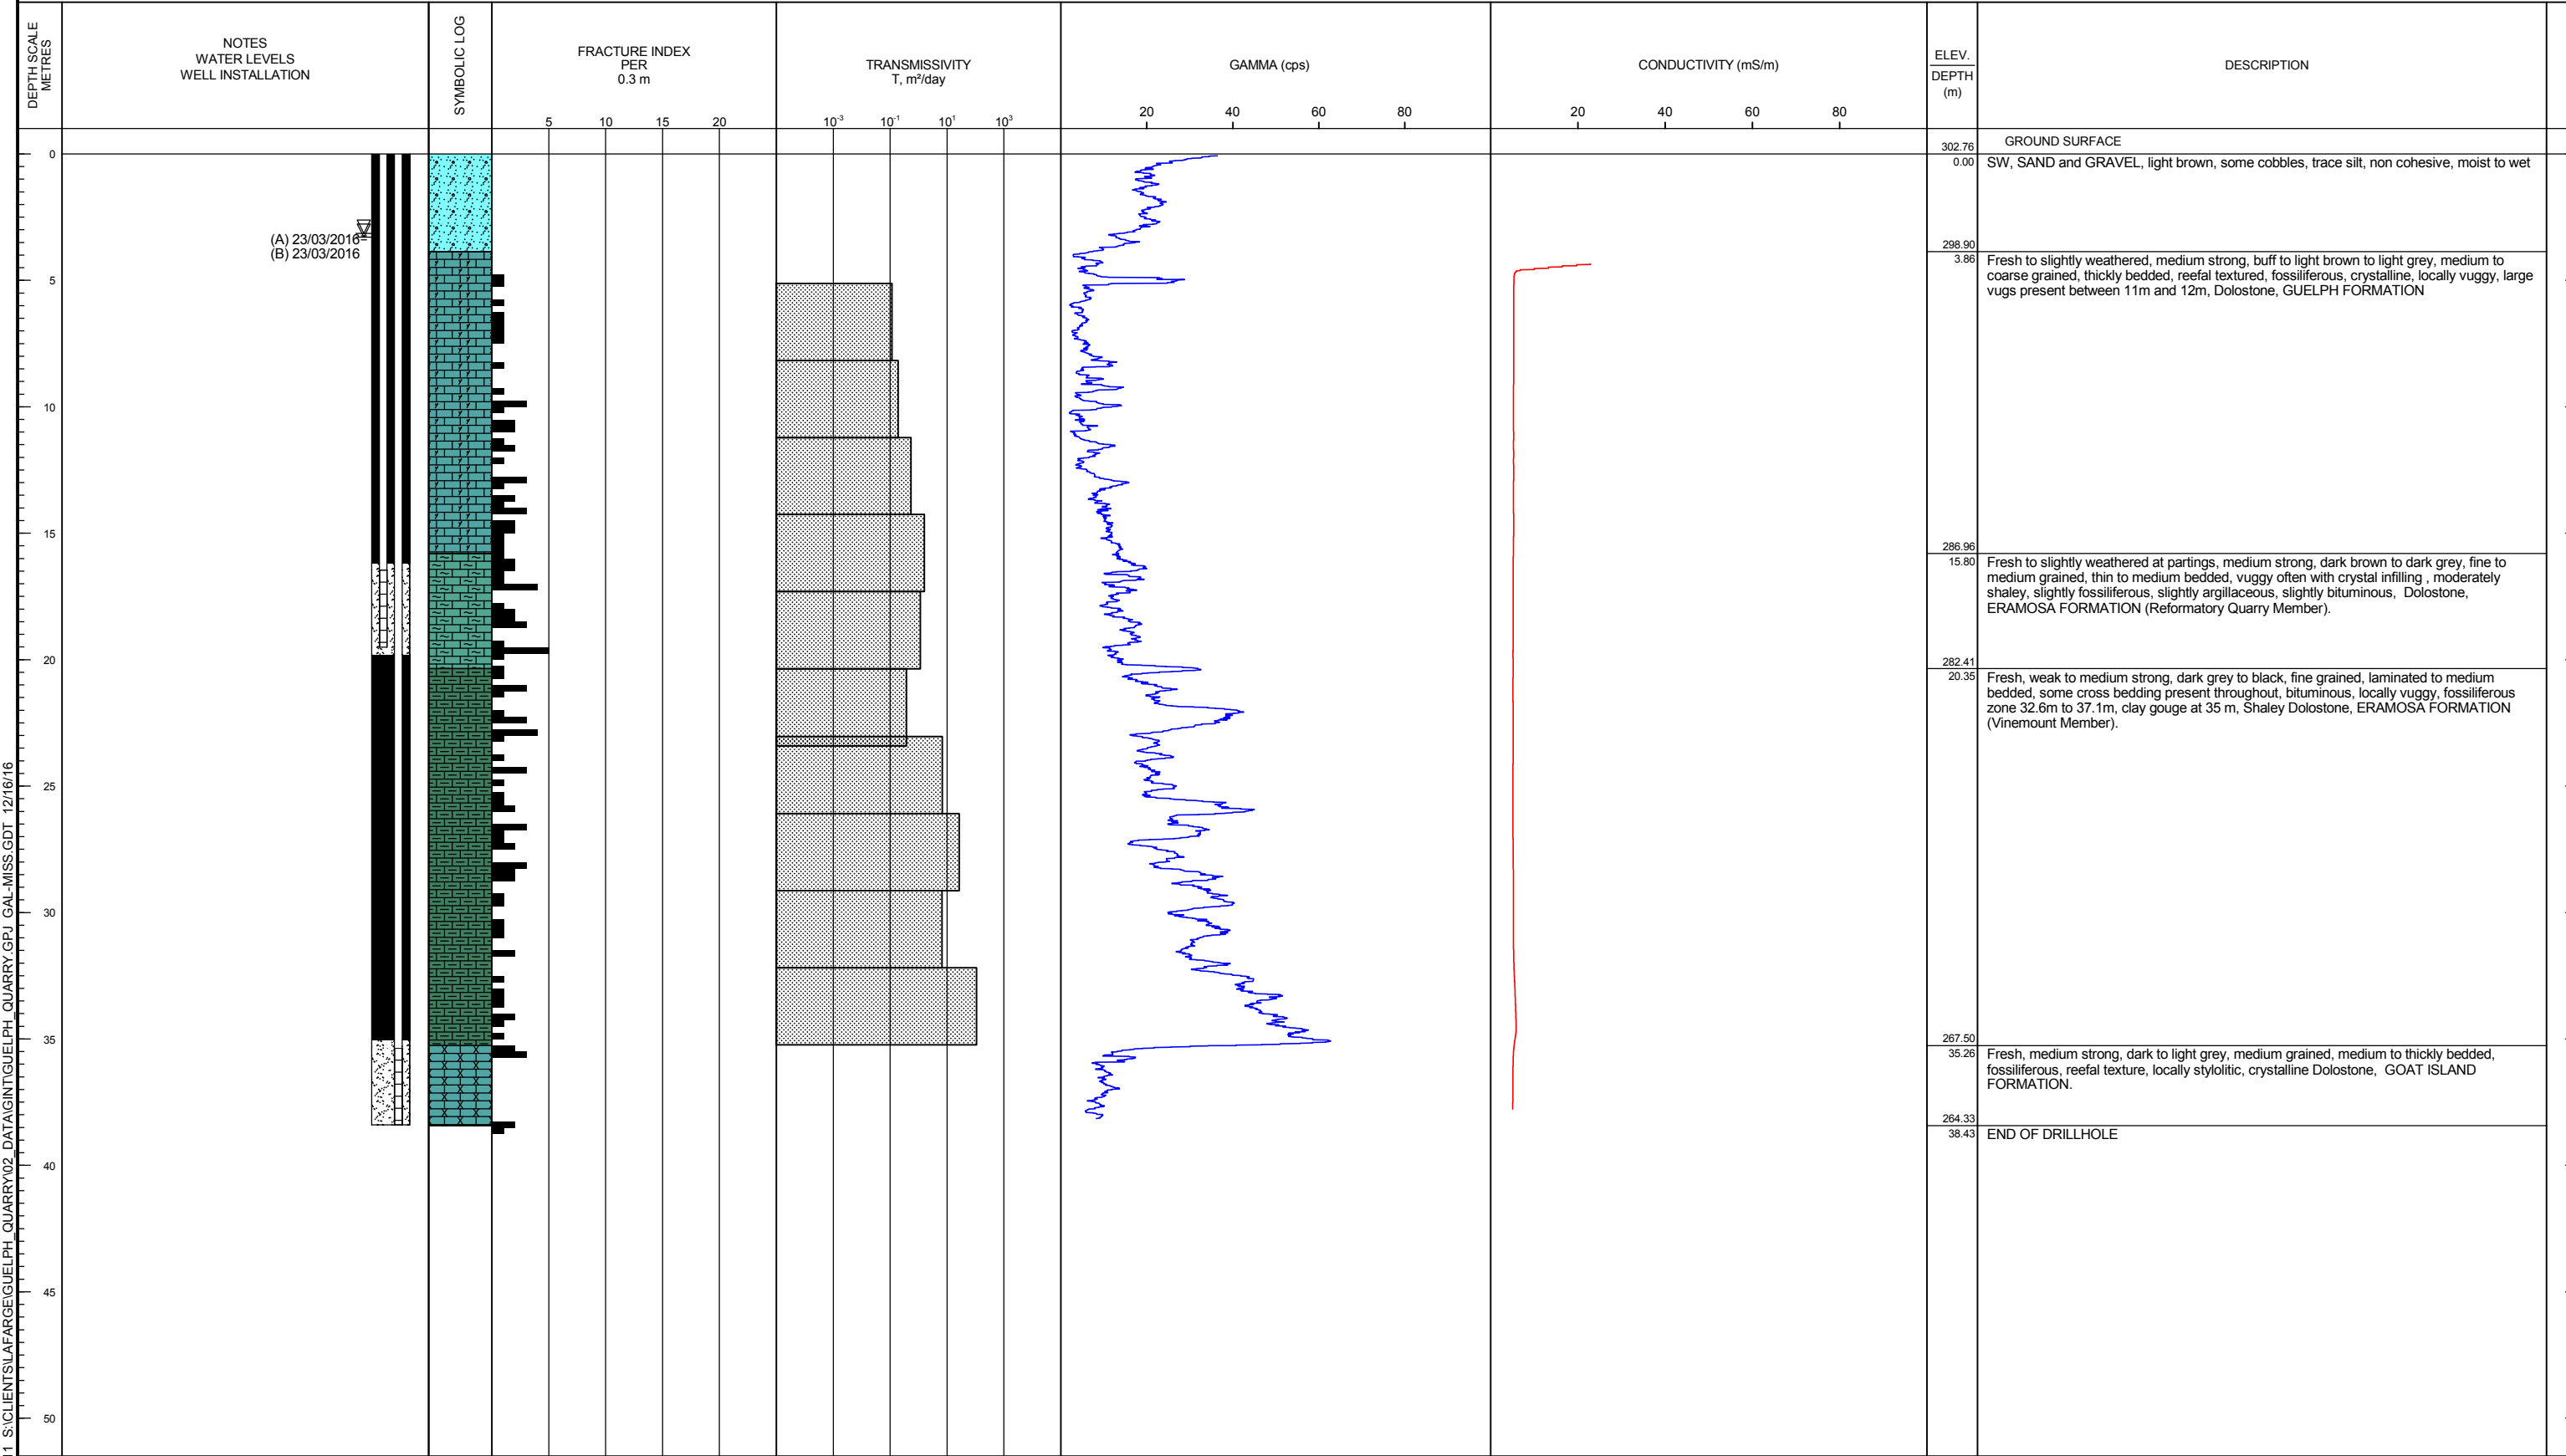 DEPTH SCALE
METRES
NOTES
WATER LEVELS
WELL INSTALLATION
SYMBOLIC LOG
FRACTURE INDEX
PER
0.3 m
5 10 15 20
TRANSMISSIVITY
T, m²/day
10⁻³ 10⁻¹ 10¹ 10³
GAMMA (cps)
20 40 60 80
CONDUCTIVITY (mS/m)
20 40 60 80
ELEV.
DEPTH
(m)
DESCRIPTION
0
5
10
15
20
25
30
35
40
45
50
(A) 23/03/2016
(B) 23/03/2016
GROUND SURFACE
302.76
0.00
SW, SAND and GRAVEL, light brown, some cobbles, trace silt, non cohesive, moist to wet
298.90
3.86
Fresh to slightly weathered, medium strong, buff to light brown to light grey, medium to
coarse grained, thickly bedded, reefal textured, fossiliferous, crystalline, locally vuggy, large
vugs present between 11m and 12m, Dolostone, GUELPH FORMATION
286.96
15.80
Fresh to slightly weathered at partings, medium strong, dark brown to dark grey, fine to
medium grained, thin to medium bedded, vuggy often with crystal infilling , moderately
shaley, slightly fossiliferous, slightly argillaceous, slightly bituminous, Dolostone,
ERAMOSA FORMATION (Reformatory Quarry Member).
282.41
20.35
Fresh, weak to medium strong, dark grey to black, fine grained, laminated to medium
bedded, some cross bedding present throughout, bituminous, locally vuggy, fossiliferous
zone 32.6m to 37.1m, clay gouge at 35 m, Shaley Dolostone, ERAMOSA FORMATION
(Vinemount Member).
267.50
35.26
Fresh, medium strong, dark to light grey, medium grained, medium to thickly bedded,
fossiliferous, reefal texture, locally stylolitic, crystalline Dolostone, GOAT ISLAND
FORMATION.
264.33
38.43
END OF DRILLHOLE
S:\CLIENTS\LAFARGE\GUELPH_QUARRY\02_DATA\GINT\GUELPH_QUARRY.GPJ GAL-MISS.GDT 12/16/16